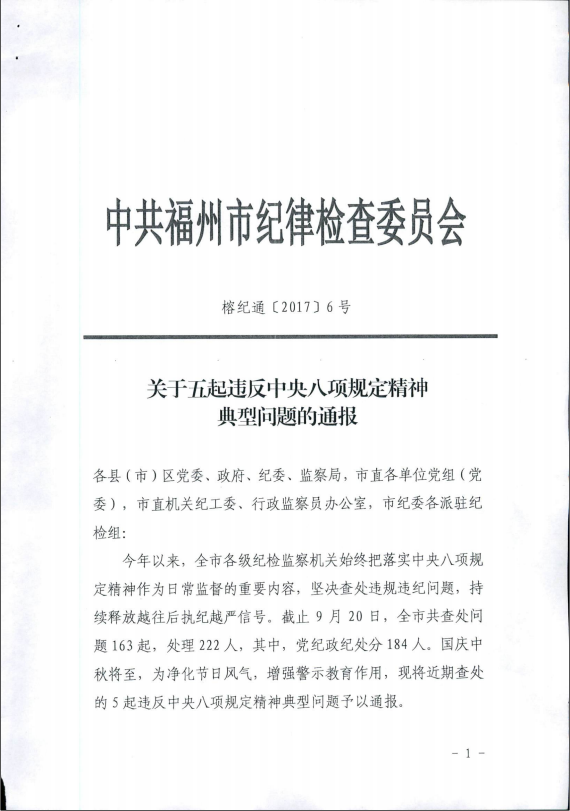 中共福州市纪律检查委员会
榕纪通〔2017〕6号
关于五起违反中央八项规定精神
典型问题的通报
各县（市）区党委、政府、纪委、监察局，市直各单位党组（党
委），市直机关纪工委、行政监察员办公室，市纪委各派驻纪
检组：
今年以来，全市各级纪检监察机关始终把落实中央八项规
定精神作为日常监督的重要内容，坚决查处违规违纪问题，持
续释放越往后执纪越严信号。截止9月20日，全市共查处问
题163起，处理222人，其中，党纪政纪处分184人。国庆中
秋将至，为净化节日风气，增强警示教育作用，现将近期查处
的5起违反中央八项规定精神典型问题予以通报。
- 1 -